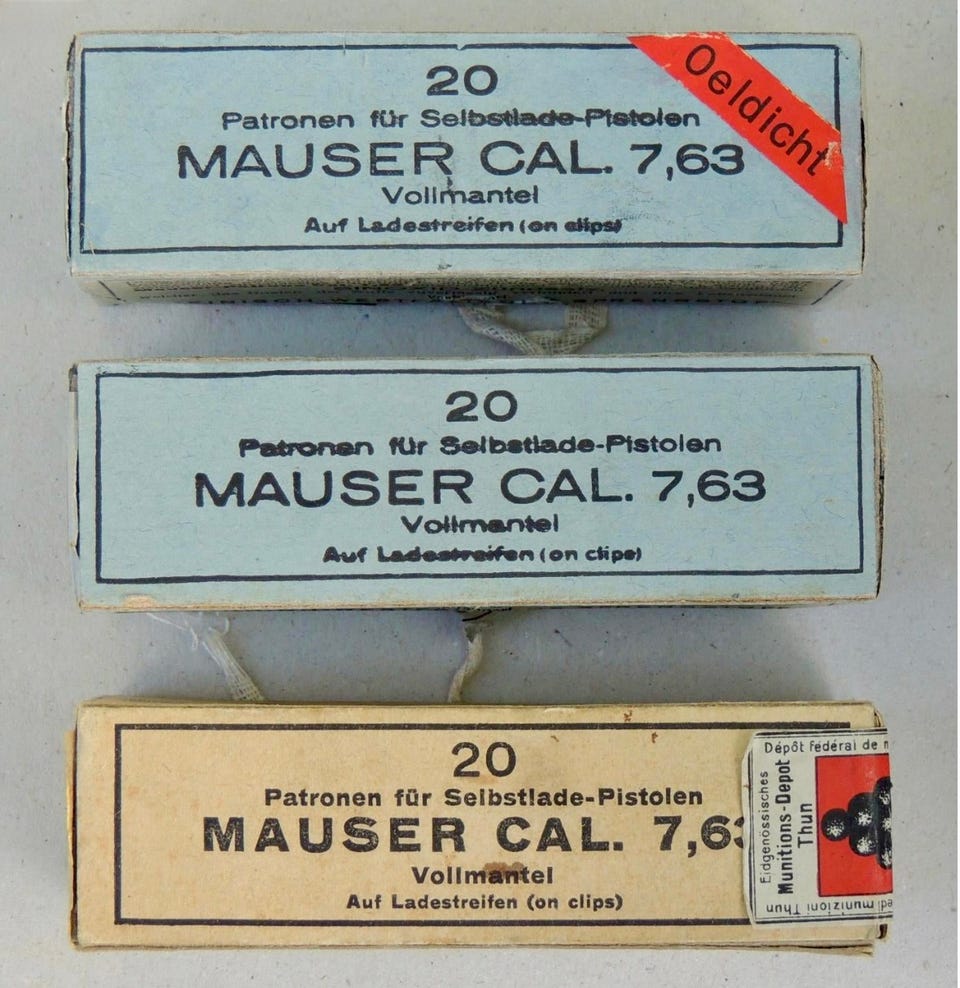 20
Patronen für Selbstlade-Pistolen
MAUSER CAL. 7,63
Vollmantel
Auf Ladestreifen (on clips)
Oeldicht
20
Patronen für Selbstlade-Pistolen
MAUSER CAL. 7,63
Vollmantel
Auf Ladestreifen (on clips)
20
Patronen für Selbstlade-Pistolen
MAUSER CAL. 7,63
Vollmantel
Auf Ladestreifen (on clips)
Dépôt fédéral de m
Eidgenössisches
Munitions-Depot
Thun
munizioni Thun